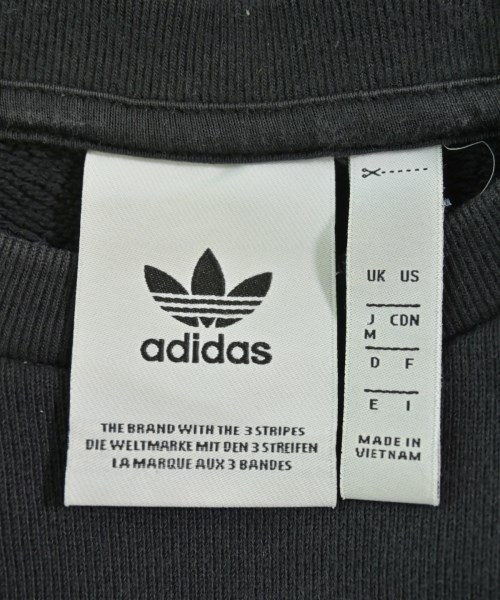 adidas
THE BRAND WITH THE 3 STRIPES
DIE WELTMARKE MIT DEN 3 STREIFEN
LA MARQUE AUX 3 BANDES
UK US
J CDN
M
D F
E I
MADE IN
VIETNAM